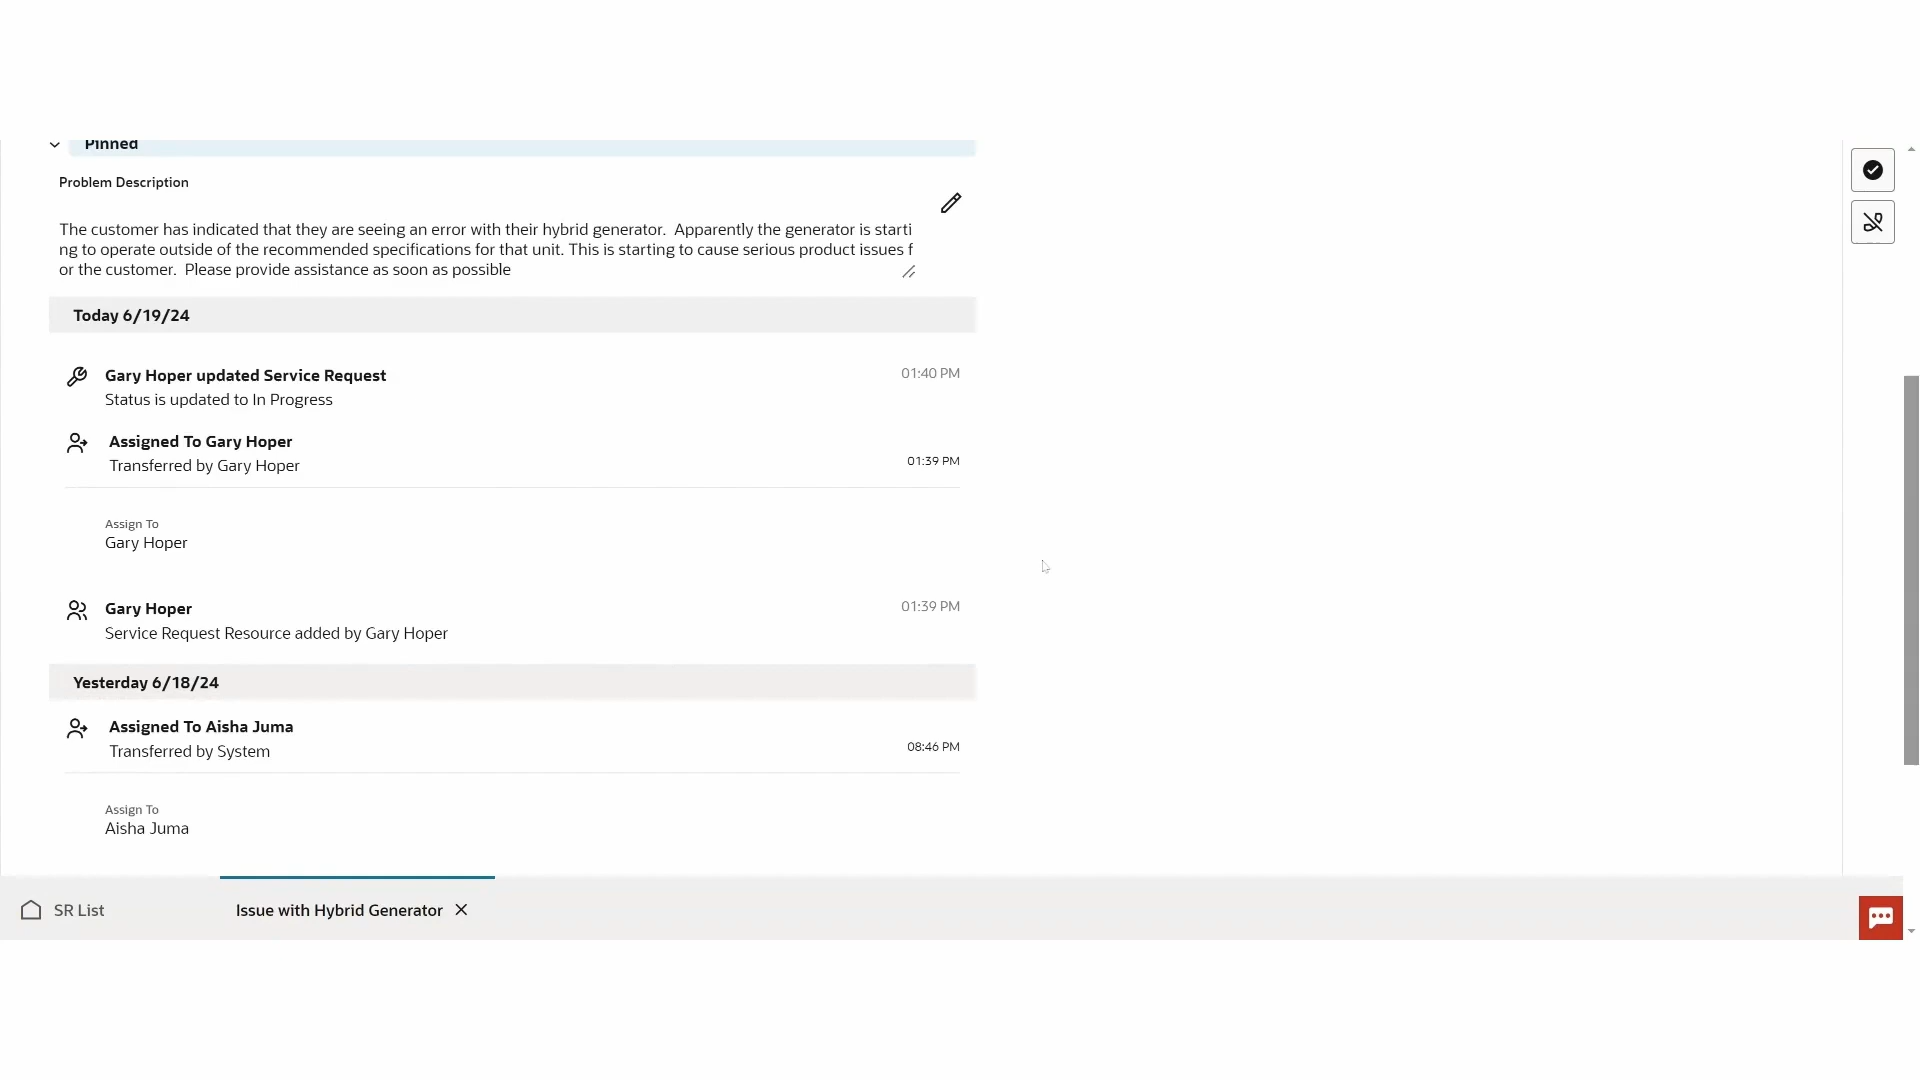 Pinned
Problem Description
The customer has indicated that they are seeing an error with their hybrid generator.  Apparently the generator is starti
ng to operate outside of the recommended specifications for that unit. This is starting to cause serious product issues f
or the customer.  Please provide assistance as soon as possible
Today 6/19/24
Gary Hoper updated Service Request
01:40 PM
Status is updated to In Progress
Assigned To Gary Hoper
Transferred by Gary Hoper
01:39 PM
Assign To
Gary Hoper
Gary Hoper
01:39 PM
Service Request Resource added by Gary Hoper
Yesterday 6/18/24
Assigned To Aisha Juma
Transferred by System
08:46 PM
Assign To
Aisha Juma
SR List
Issue with Hybrid Generator